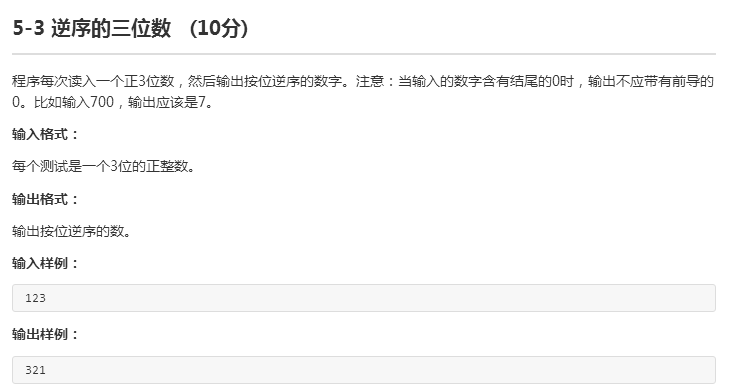 5-3 逆序的三位数 (10分)
程序每次读入一个正3位数，然后输出按位逆序的数字。注意：当输入的数字含有结尾的0时，输出不应带有前导的
0。比如输入700，输出应该是7。
输入格式：
每个测试是一个3位的正整数。
输出格式：
输出按位逆序的数。
输入样例：
123
输出样例：
321